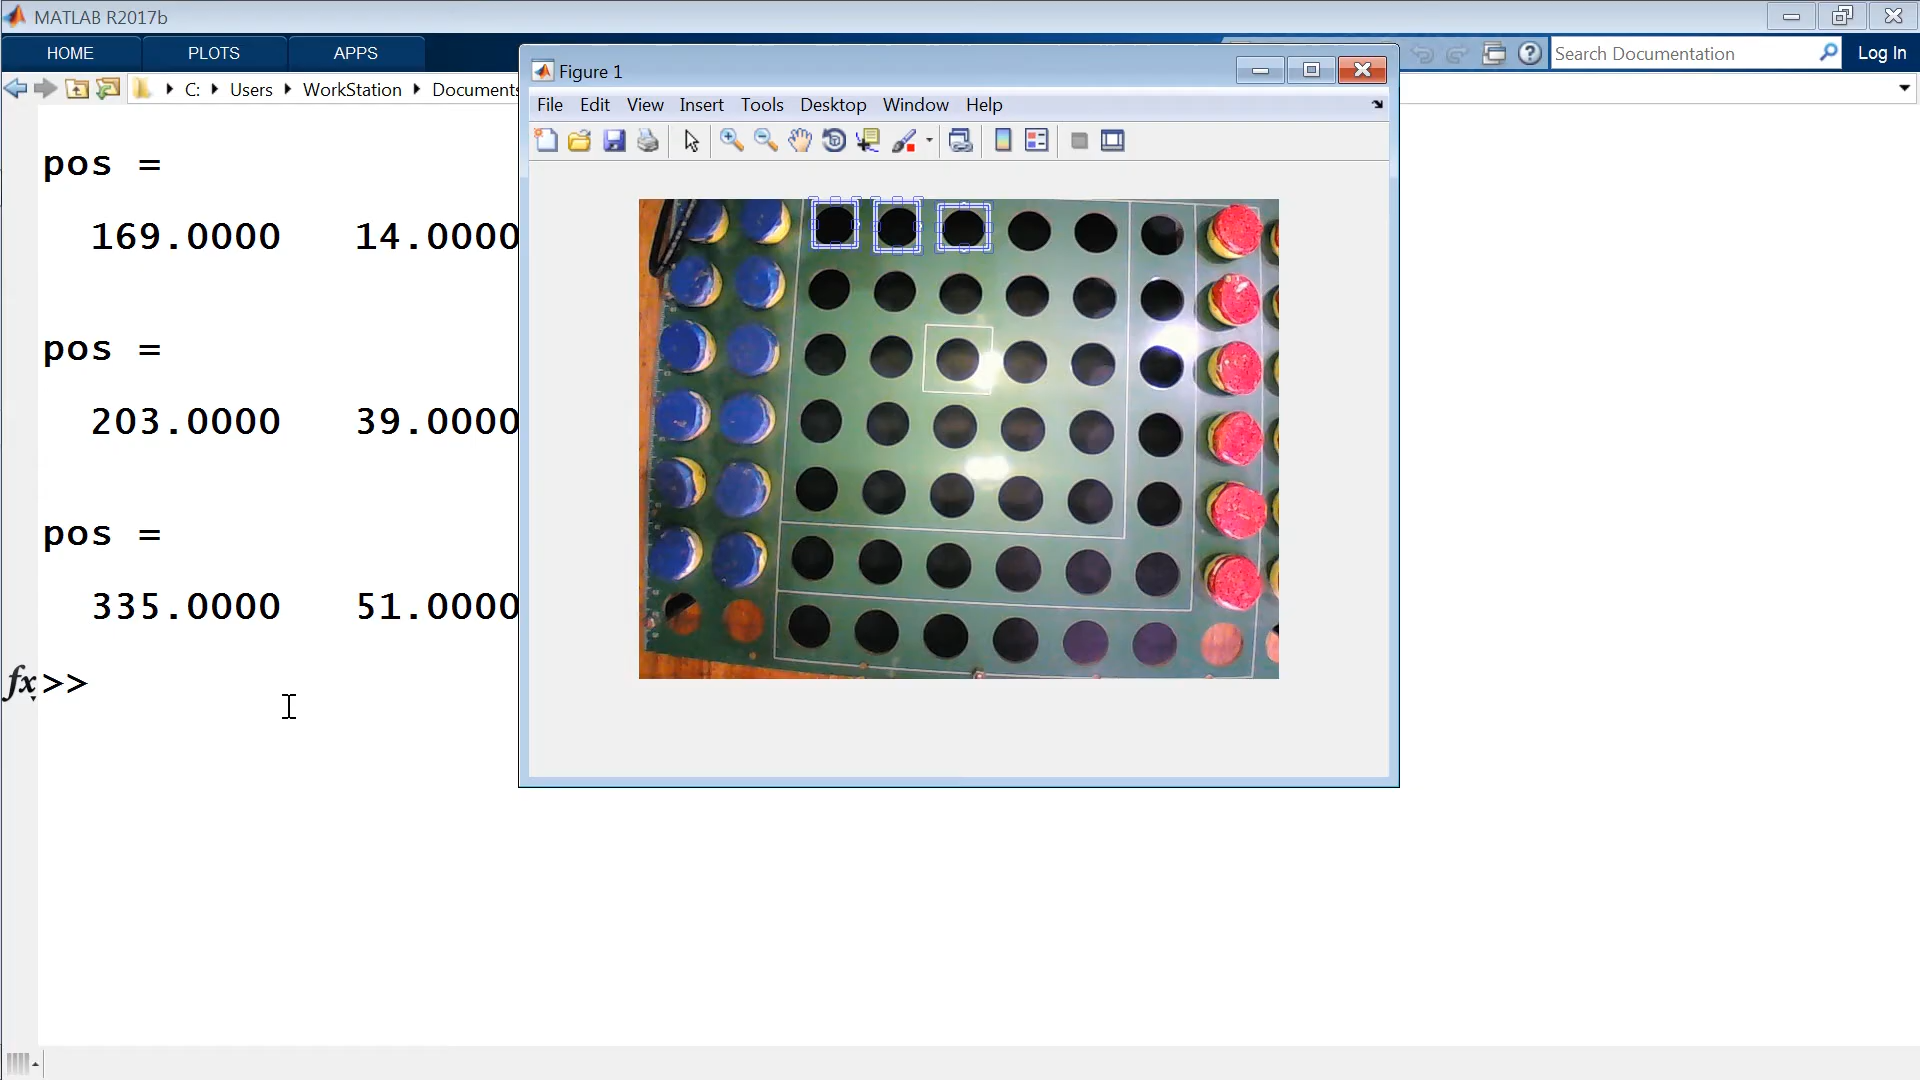 MATLAB R2017b
HOME PLOTS APPS
Search Documentation
Log In
C: Users WorkStation Documents
Figure 1
File Edit View Insert Tools Desktop Window Help
pos =
169.0000 14.0000
pos =
203.0000 39.0000
pos =
335.0000 51.0000
fx >>